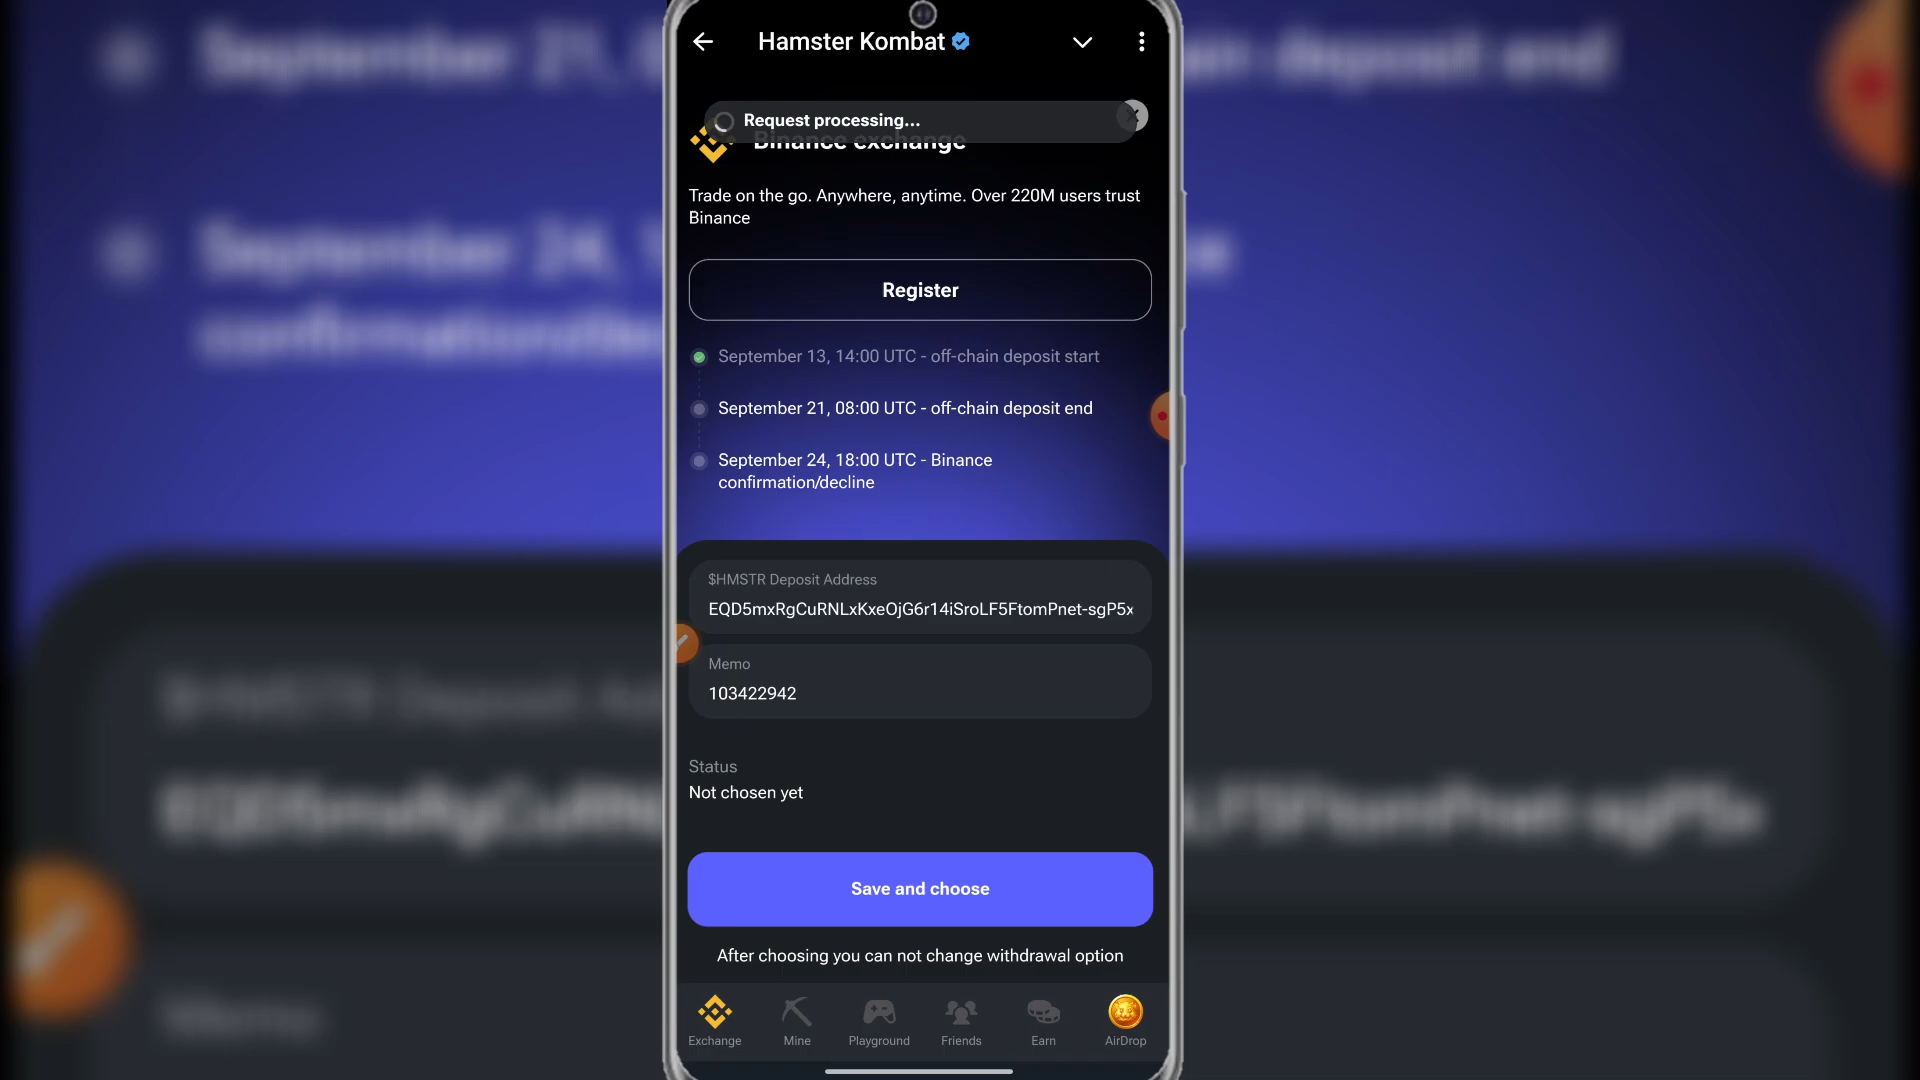 Hamster Kombat
Request processing...
Binance exchange
Trade on the go. Anywhere, anytime. Over 220M users trust
Binance
Register
September 13, 14:00 UTC - off-chain deposit start
September 21, 08:00 UTC - off-chain deposit end
September 24, 18:00 UTC - Binance
confirmation/decline
$HMSTR Deposit Address
EQD5mxRgCuRNLxKxeOjG6r14iSroLF5FtomPnet-sgP5x
Memo
103422942
Status
Not chosen yet
Save and choose
After choosing you can not change withdrawal option
Exchange
Mine
Playground
Friends
Earn
AirDrop